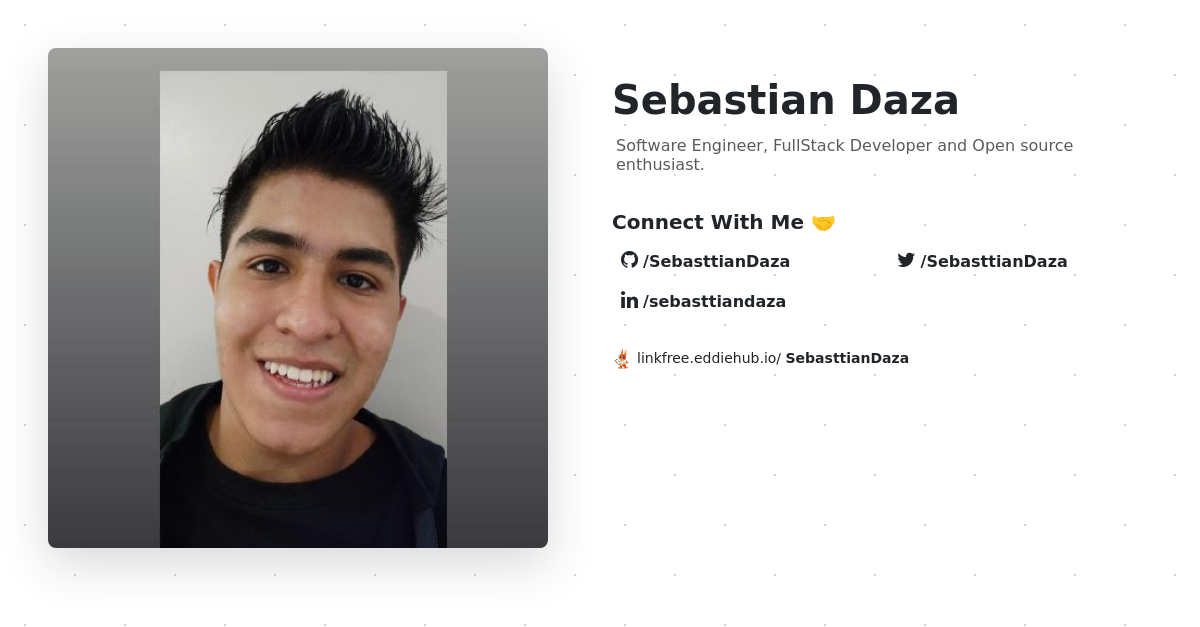 Sebastian Daza
Software Engineer, FullStack Developer and Open source
enthusiast.
Connect With Me 🤝
/SebasttianDaza
/SebasttianDaza
/sebasttiandaza
linkfree.eddiehub.io/ SebasttianDaza